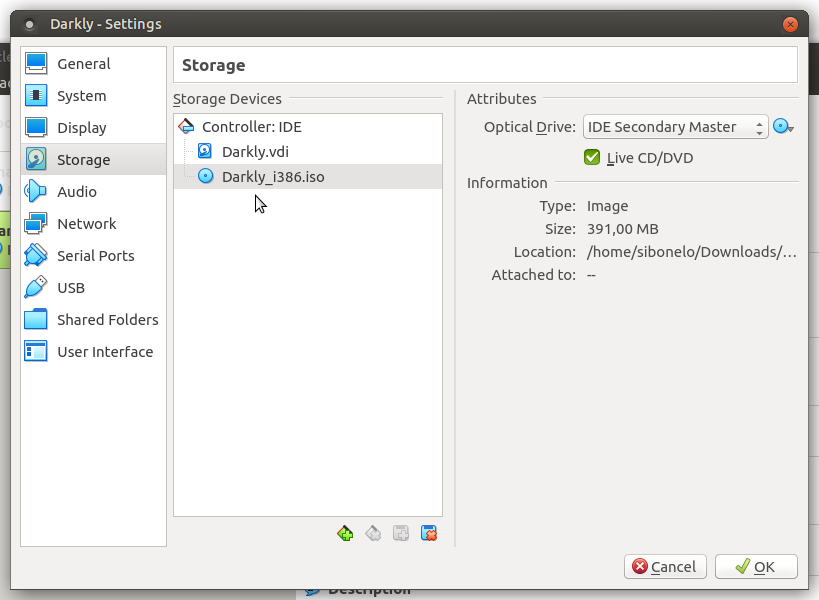 Darkly - Settings
General
System
Display
Storage
Audio
Network
Serial Ports
USB
Shared Folders
User Interface
Storage
Storage Devices
Controller: IDE
Darkly.vdi
Darkly_i386.iso
Attributes
Optical Drive: IDE Secondary Master
Live CD/DVD
Information
Type: Image
Size: 391,00 MB
Location: /home/sibonelo/Downloads/...
Attached to: --
Cancel
OK
Description